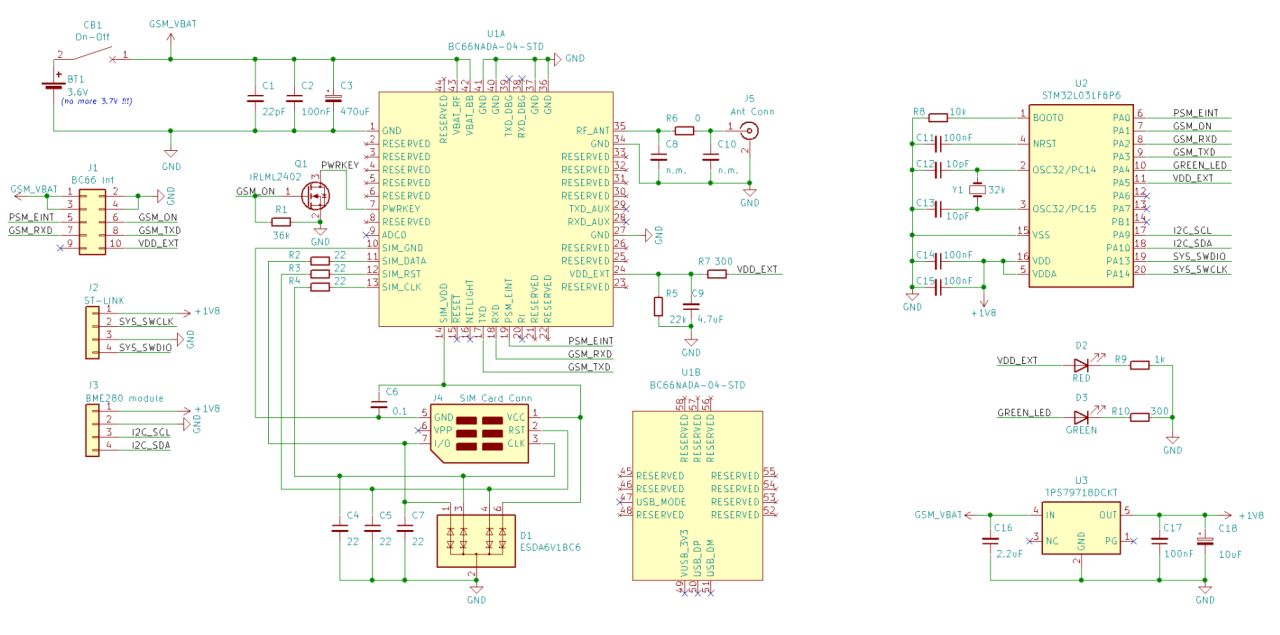 CB1
On-Off
2
1
GSM_VBAT
BT1
3.6V
(no more 3.7V !!!)
C1
22pF
C2
100nF
C3
470uF
GND
U1A
BC66NADA-04-STD
GND
44 RESERVED
43 VBAT_RF
42 VBAT_BB
41 GND
40 GND
39 TXD_DBG
38 RXD_DBG
37 GND
36 GND
1 GND
2 RESERVED
3 RESERVED
4 RESERVED
5 RESERVED
6 RESERVED
7 PWRKEY
8 RESERVED
9 ADC0
10 SIM_GND
11 SIM_DATA
12 SIM_RST
13 SIM_CLK
14 SIM_VDD
15 RESET
16 NETLIGHT
17 TXD
18 RXD
19 PSM_EINT
20 RI
21 RESERVED
22 RESERVED
RF_ANT 35
GND 34
RESERVED 33
RESERVED 32
RESERVED 31
RESERVED 30
TXD_AUX 29
RXD_AUX 28
GND 27
RESERVED 26
RESERVED 25
VDD_EXT 24
RESERVED 23
GND
J1
BC66 Int
GSM_VBAT
1 2
3 4
PSM_EINT 5 6 GSM_ON
GSM_RXD 7 8 GSM_TXD
9 10 VDD_EXT
GND
Q1
IRLML2402
PWRKEY
GSM_ON 1
3
2
R1
36k
GND
R2 22
R3 22
R4 22
R6 0
C8
n.m.
C10
n.m.
J5
Ant Conn
1
2
GND
R7 300
VDD_EXT
R5
22k
C9
4.7uF
GND
PSM_EINT
GSM_RXD
GSM_TXD
J2
ST-LINK
1 +1V8
2 SYS_SWCLK
3 GND
4 SYS_SWDIO
J3
BME280 module
1 +1V8
2 GND
3 I2C_SCL
4 I2C_SDA
C6
0.1
J4 SIM Card Conn
5 GND
6 VPP
7 I/O
VCC 1
RST 2
CLK 3
C4
22
C5
22
C7
22
1 3 4 6
D1
ESDA6V1BC6
2
GND
U1B
BC66NADA-04-STD
58 RESERVED
57 RESERVED
56 RESERVED
45 RESERVED
46 RESERVED
47 USB_MODE
48 RESERVED
RESERVED 55
RESERVED 54
RESERVED 53
RESERVED 52
49 VUSB_3V3
50 USB_DP
51 USB_DM
U2
STM32L031F6P6
R8 10k
C11 100nF
C12 10pF
Y1 32k
C13
10pF
C14 100nF
C15 100nF
GND
+1V8
1 BOOT0
4 NRST
2 OSC32/PC14
3 OSC32/PC15
15 VSS
16 VDD
5 VDDA
PA0 6 PSM_EINT
PA1 7 GSM_ON
PA2 8 GSM_RXD
PA3 9 GSM_TXD
PA4 10 GREEN_LED
PA5 11 VDD_EXT
PA6 12
PA7 13
PB1 14
PA9 17 I2C_SCL
PA10 18 I2C_SDA
PA13 19 SYS_SWDIO
PA14 20 SYS_SWCLK
VDD_EXT
D2
RED
R9 1k
GREEN_LED
D3
GREEN
R10 300
GND
U3
TPS79718DCKT
GSM_VBAT
4 IN
3 NC
GND
2
OUT 5
PG 1
+1V8
C16
2.2uF
C17
100nF
C18
10uF
GND